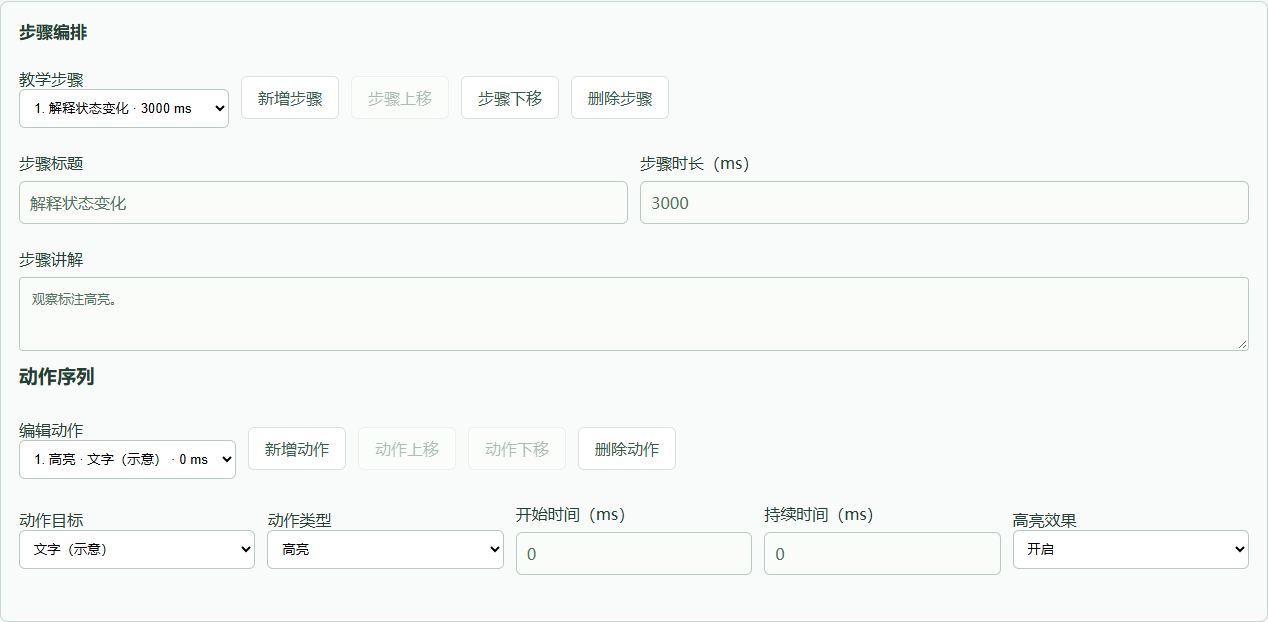 步骤编排
教学步骤
1. 解释状态变化 · 3000 ms 新增步骤 步骤上移 步骤下移 删除步骤
步骤标题 步骤时长（ms）
解释状态变化 3000
步骤讲解
观察标注高亮。
动作序列
编辑动作
1. 高亮 · 文字（示意） · 0 ms 新增动作 动作上移 动作下移 删除动作
动作目标 动作类型 开始时间（ms） 持续时间（ms） 高亮效果
文字（示意） 高亮 0 0 开启